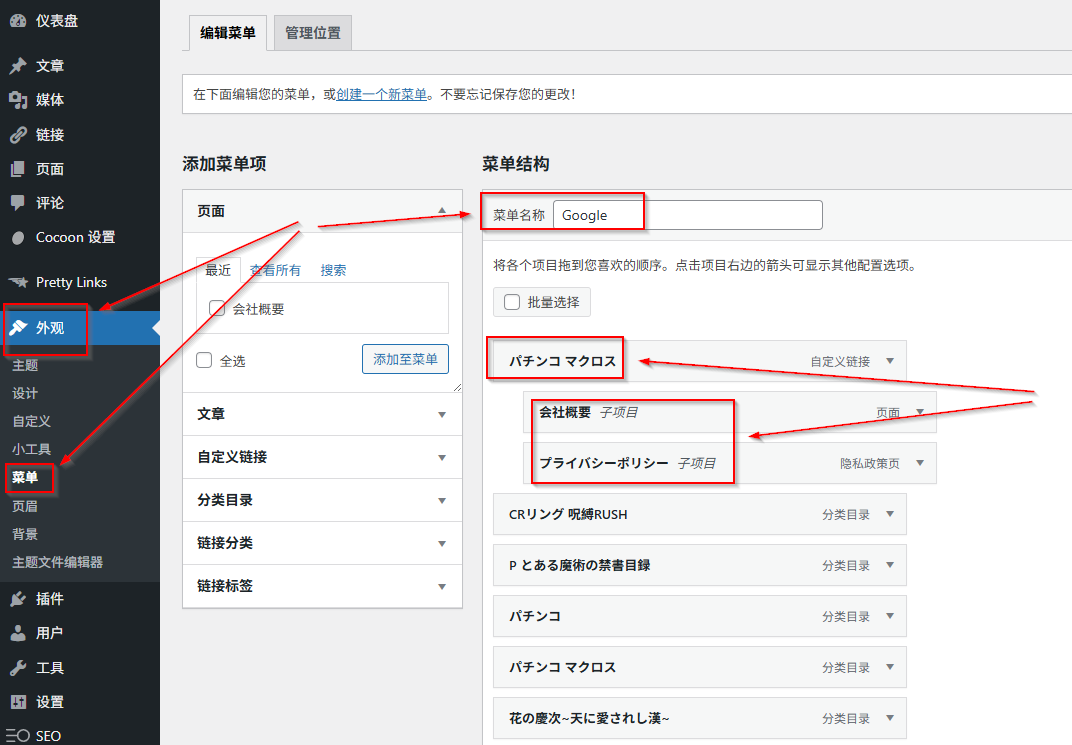 仪表盘
文章
媒体
链接
页面
评论
Cocoon 设置
Pretty Links
外观
主题
设计
自定义
小工具
菜单
页眉
背景
主题文件编辑器
插件
用户
工具
设置
SEO
编辑菜单
管理位置
在下面编辑您的菜单，或创建一个新菜单。不要忘记保存您的更改！
添加菜单项
页面
最近
查看所有
搜索
会社概要
全选
添加至菜单
文章
自定义链接
分类目录
链接分类
链接标签
菜单结构
菜单名称 Google
将各个项目拖到您喜欢的顺序。点击项目右边的箭头可显示其他配置选项。
批量选择
パチンコ マクロス 自定义链接
会社概要 子项目 页面
プライバシーポリシー 子项目 隐私政策页
CRリング 呪縛RUSH 分类目录
P とある魔術の禁書目録 分类目录
パチンコ 分类目录
パチンコ マクロス 分类目录
花の慶次~天に愛されし漢~ 分类目录